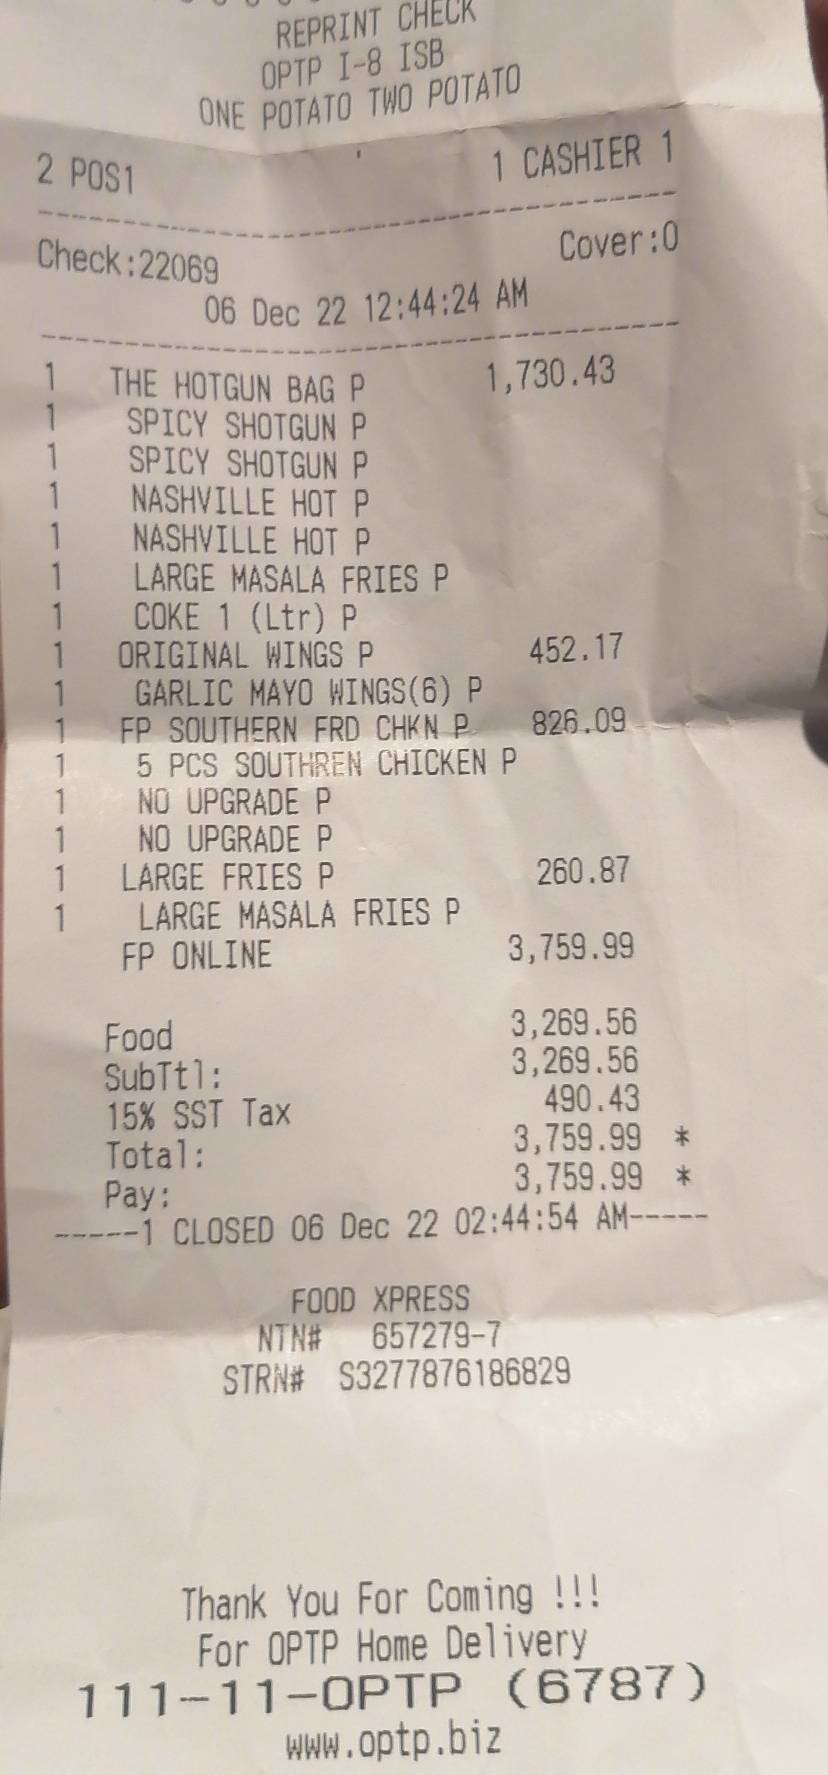 REPRINT CHECK
OPTP I-8 ISB
ONE POTATO TWO POTATO
2 POS1 1 CASHIER 1
Check:22069 Cover:0
06 Dec 22 12:44:24 AM
1 THE HOTGUN BAG P 1,730.43
1 SPICY SHOTGUN P
1 SPICY SHOTGUN P
1 NASHVILLE HOT P
1 NASHVILLE HOT P
1 LARGE MASALA FRIES P
1 COKE 1 (Ltr) P
1 ORIGINAL WINGS P 452.17
1 GARLIC MAYO WINGS(6) P
1 FP SOUTHERN FRD CHKN P 826.09
1 5 PCS SOUTHREN CHICKEN P
1 NO UPGRADE P
1 NO UPGRADE P
1 LARGE FRIES P 260.87
1 LARGE MASALA FRIES P
FP ONLINE 3,759.99
Food 3,269.56
SubTtl: 3,269.56
15% SST Tax 490.43
Total: 3,759.99 *
Pay: 3,759.99 *
-----1 CLOSED 06 Dec 22 02:44:54 AM-----
FOOD XPRESS
NTN# 657279-7
STRN# S3277876186829
Thank You For Coming !!!
For OPTP Home Delivery
111-11-OPTP (6787)
www.optp.biz